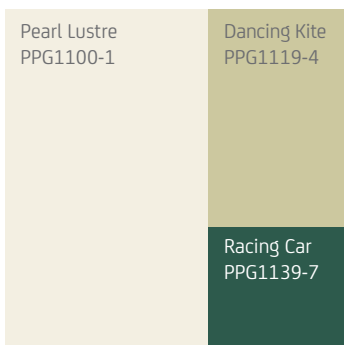 Pearl Lustre
PPG1100-1
Dancing Kite
PPG1119-4
Racing Car
PPG1139-7